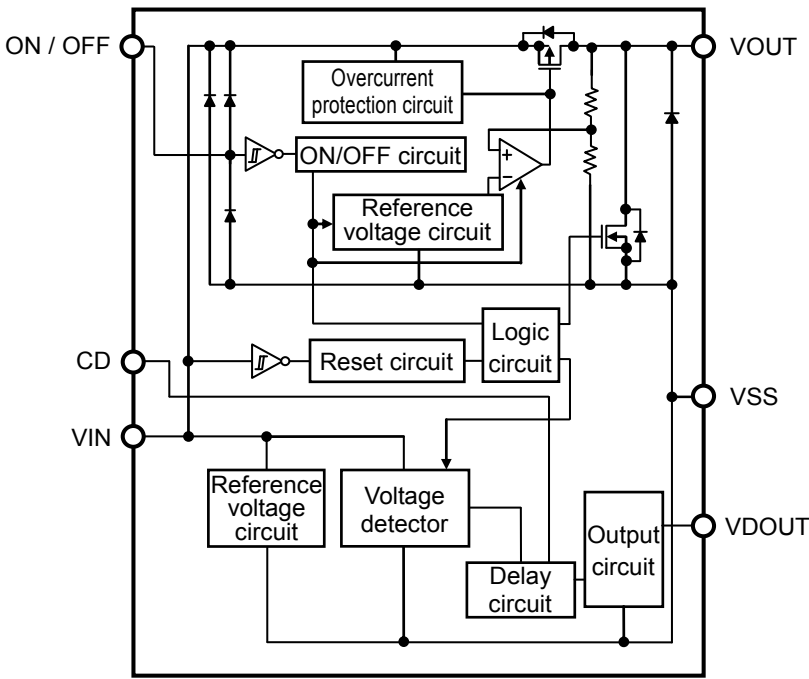 ON / OFF
VOUT
Overcurrent
protection circuit
ON/OFF circuit
+
−
Reference
voltage circuit
CD
Reset circuit
Logic
circuit
VSS
VIN
Reference
voltage
circuit
Voltage
detector
Output
circuit
VDOUT
Delay
circuit